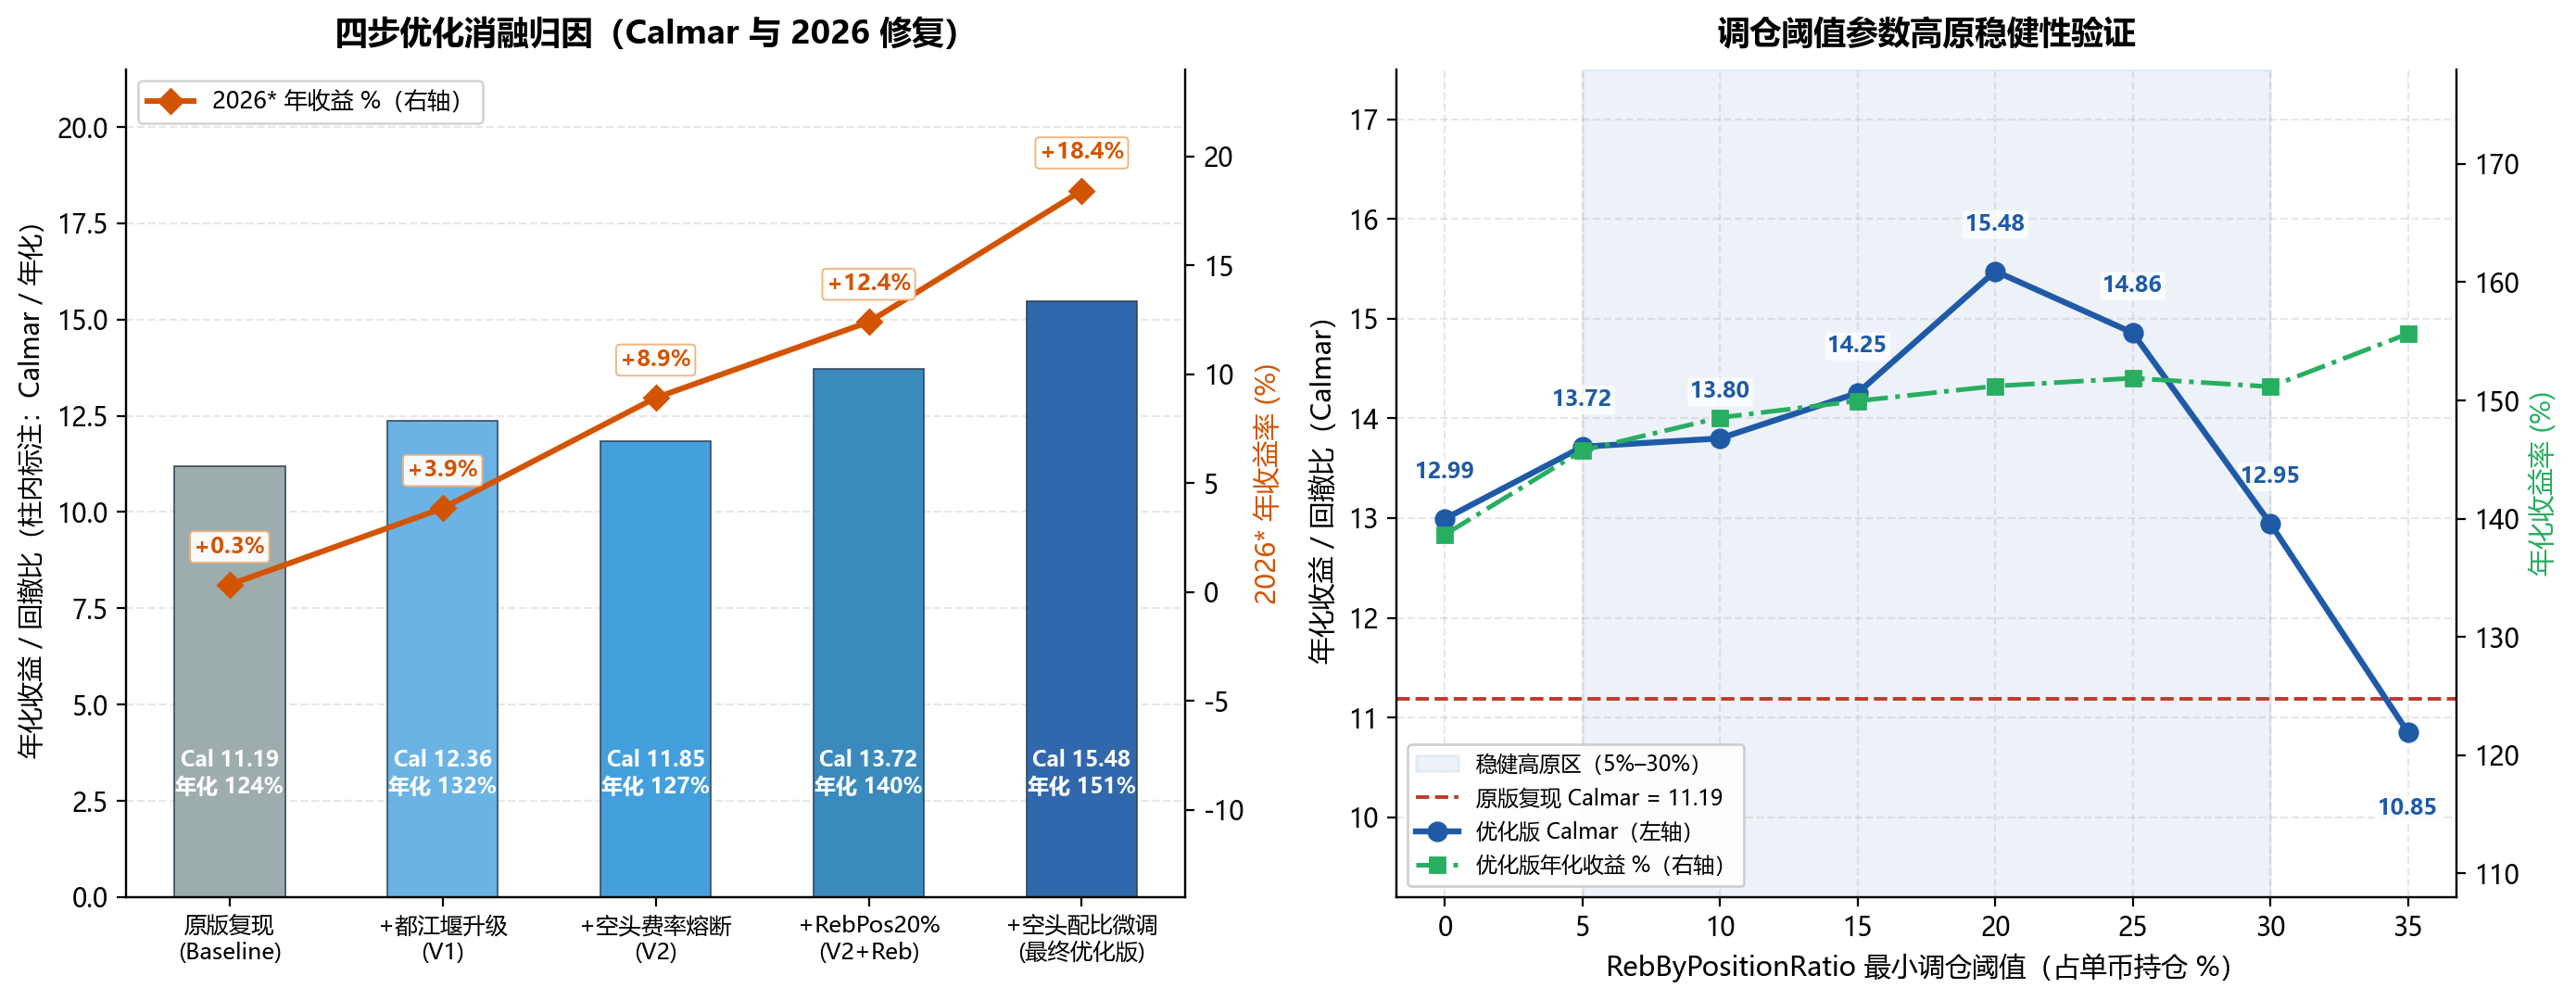 四步优化消融归因（Calmar 与 2026 修复）
2026* 年收益 %（右轴）
年化收益 / 回撤比（柱内标注：Calmar / 年化）
20.0
17.5
15.0
12.5
10.0
7.5
5.0
2.5
0.0
+0.3%
+3.9%
+8.9%
+12.4%
+18.4%
Cal 11.19
年化 124%
Cal 12.36
年化 132%
Cal 11.85
年化 127%
Cal 13.72
年化 140%
Cal 15.48
年化 151%
原版复现
(Baseline)
+都江堰升级
(V1)
+空头费率熔断
(V2)
+RebPos20%
(V2+Reb)
+空头配比微调
(最终优化版)
20
15
10
5
0
-5
-10
2026* 年收益率 (%)
调仓阈值参数高原稳健性验证
年化收益 / 回撤比（Calmar）
17
16
15
14
13
12
11
10
12.99
13.72
13.80
14.25
15.48
14.86
12.95
10.85
稳健高原区（5%–30%）
原版复现 Calmar = 11.19
优化版 Calmar（左轴）
优化版年化收益 %（右轴）
0
5
10
15
20
25
30
35
RebByPositionRatio 最小调仓阈值（占单币持仓 %）
170
160
150
140
130
120
110
年化收益率 (%)